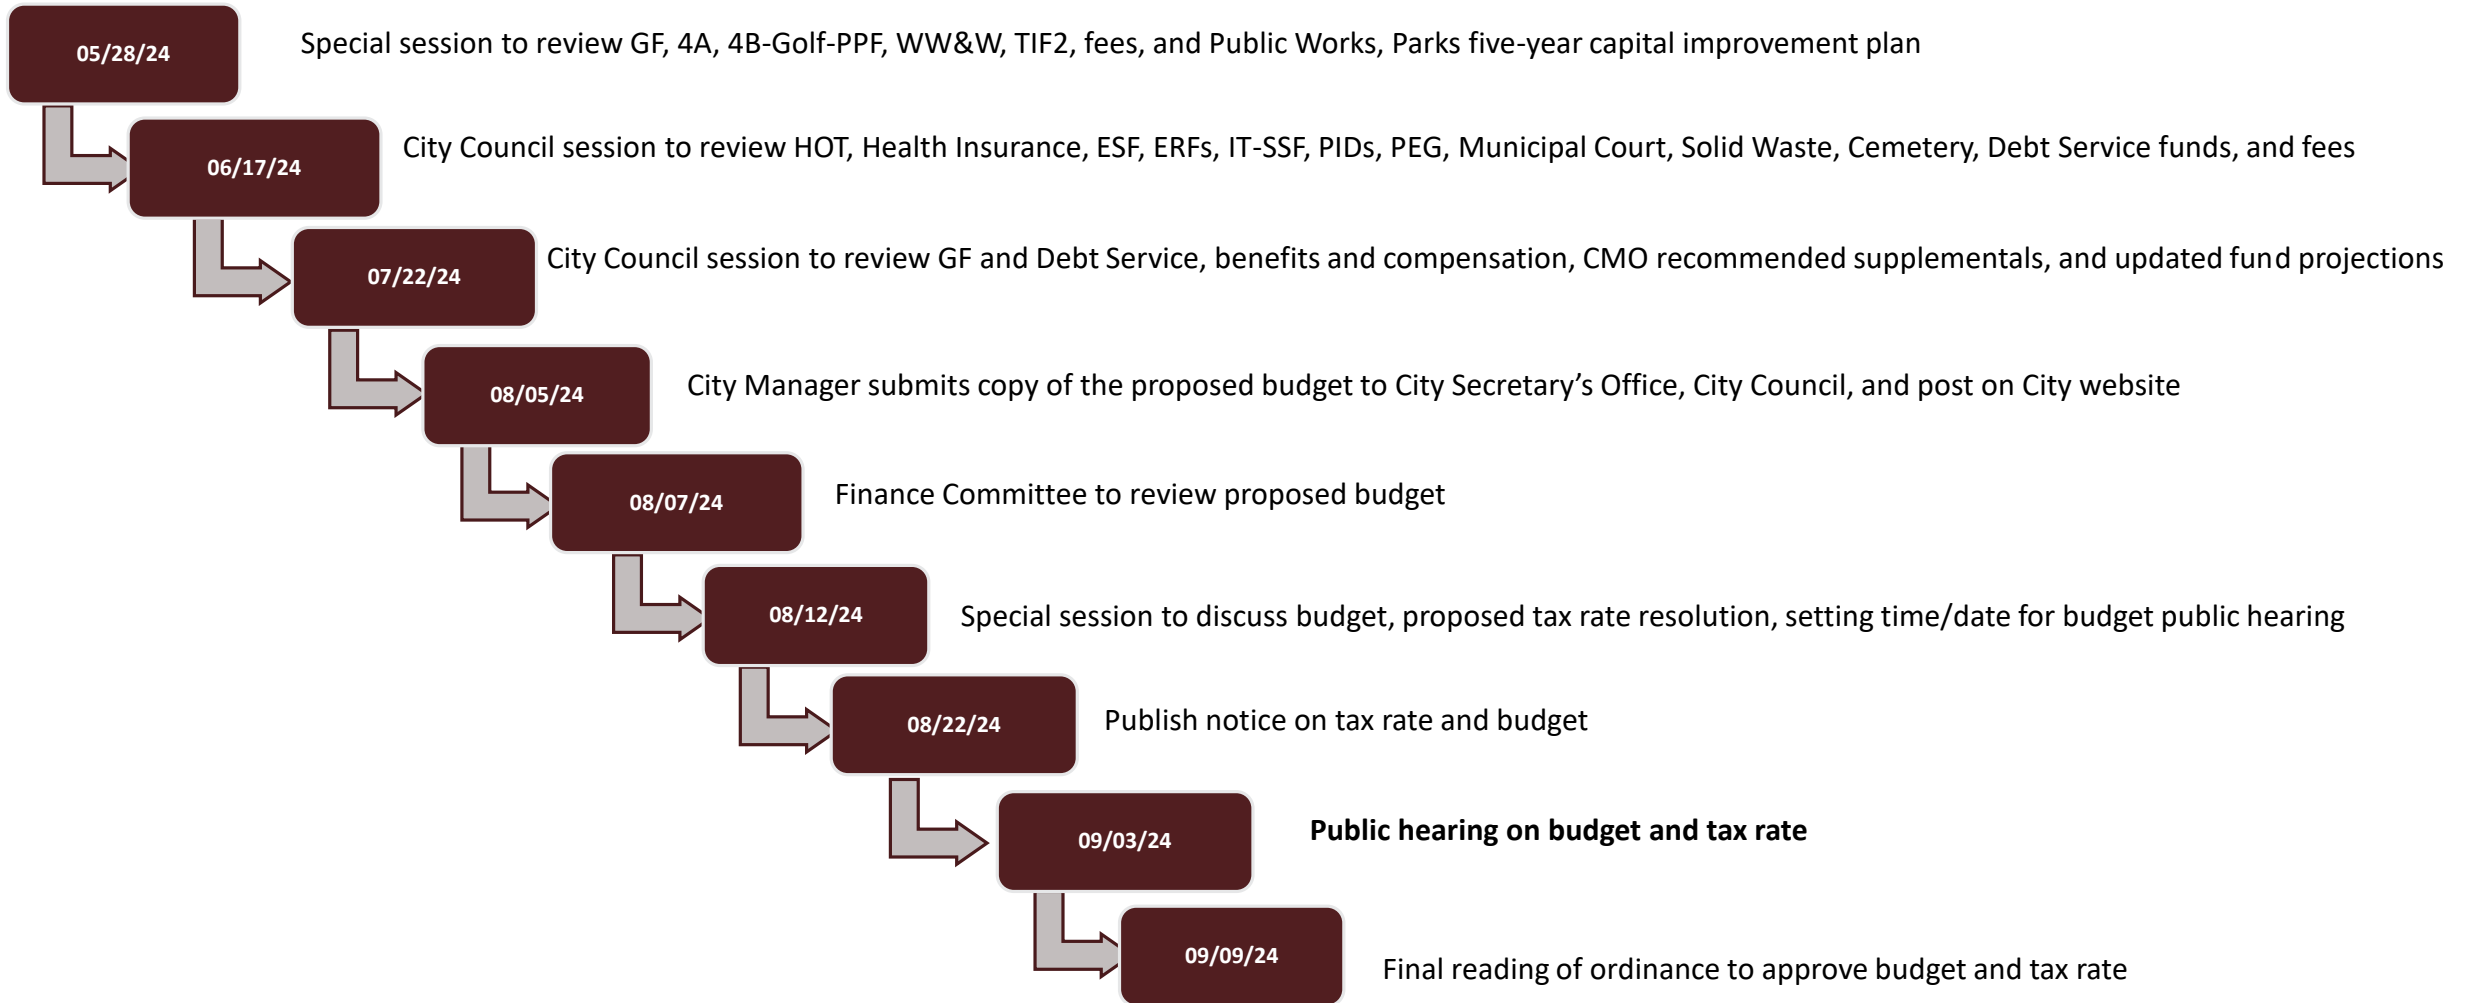 05/28/24
Special session to review GF, 4A, 4B-Golf-PPF, WW&W, TIF2, fees, and Public Works, Parks five-year capital improvement plan
06/17/24
City Council session to review HOT, Health Insurance, ESF, ERFs, IT-SSF, PIDs, PEG, Municipal Court, Solid Waste, Cemetery, Debt Service funds, and fees
07/22/24
City Council session to review GF and Debt Service, benefits and compensation, CMO recommended supplementals, and updated fund projections
08/05/24
City Manager submits copy of the proposed budget to City Secretary’s Office, City Council, and post on City website
08/07/24
Finance Committee to review proposed budget
08/12/24
Special session to discuss budget, proposed tax rate resolution, setting time/date for budget public hearing
08/22/24
Publish notice on tax rate and budget
09/03/24
Public hearing on budget and tax rate
09/09/24
Final reading of ordinance to approve budget and tax rate